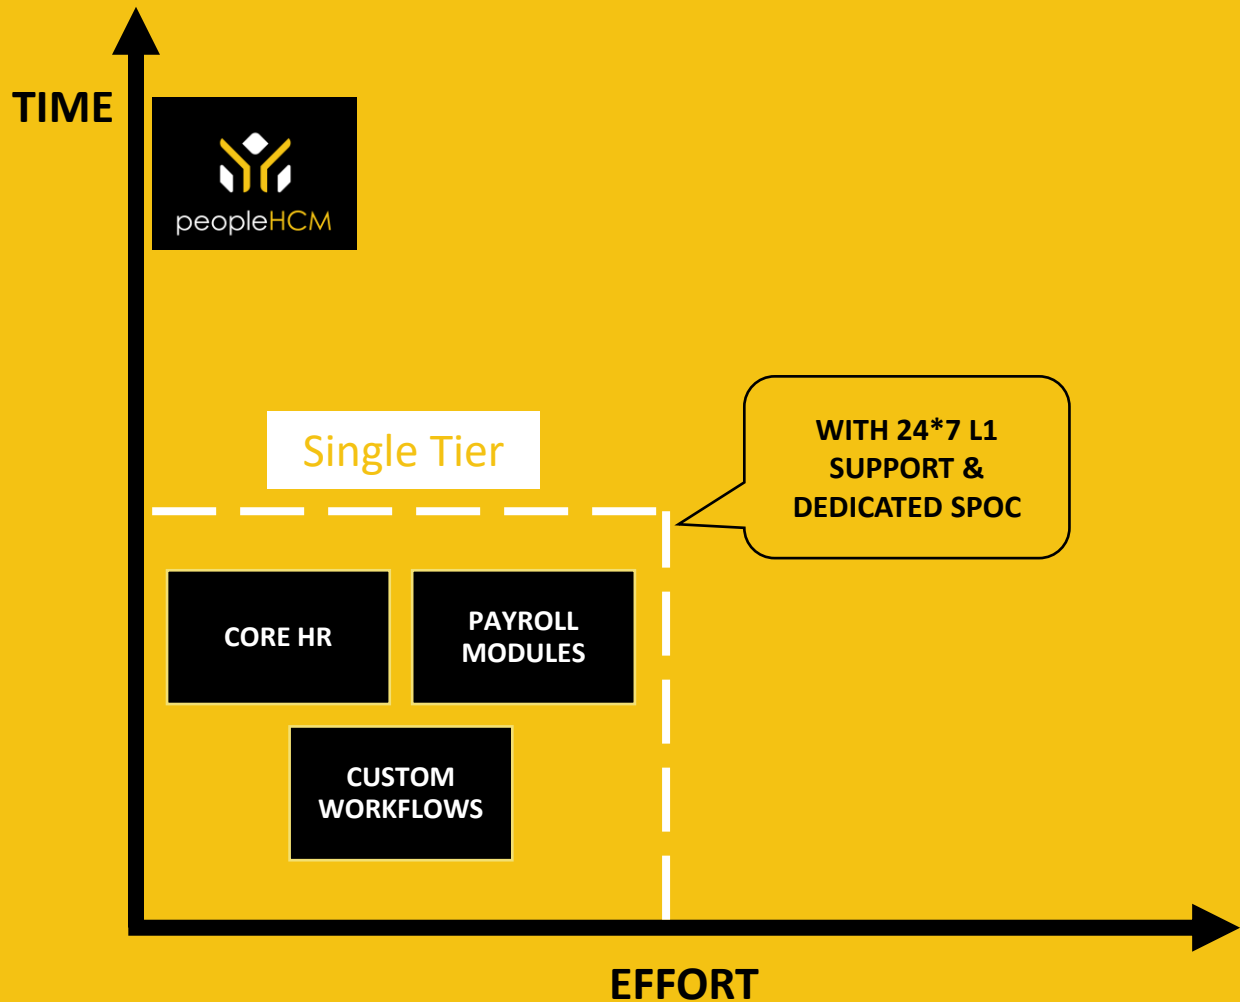 TIME
peopleHCM
Single Tier
WITH 24*7 L1
SUPPORT &
DEDICATED SPOC
CORE HR
PAYROLL
MODULES
CUSTOM
WORKFLOWS
EFFORT